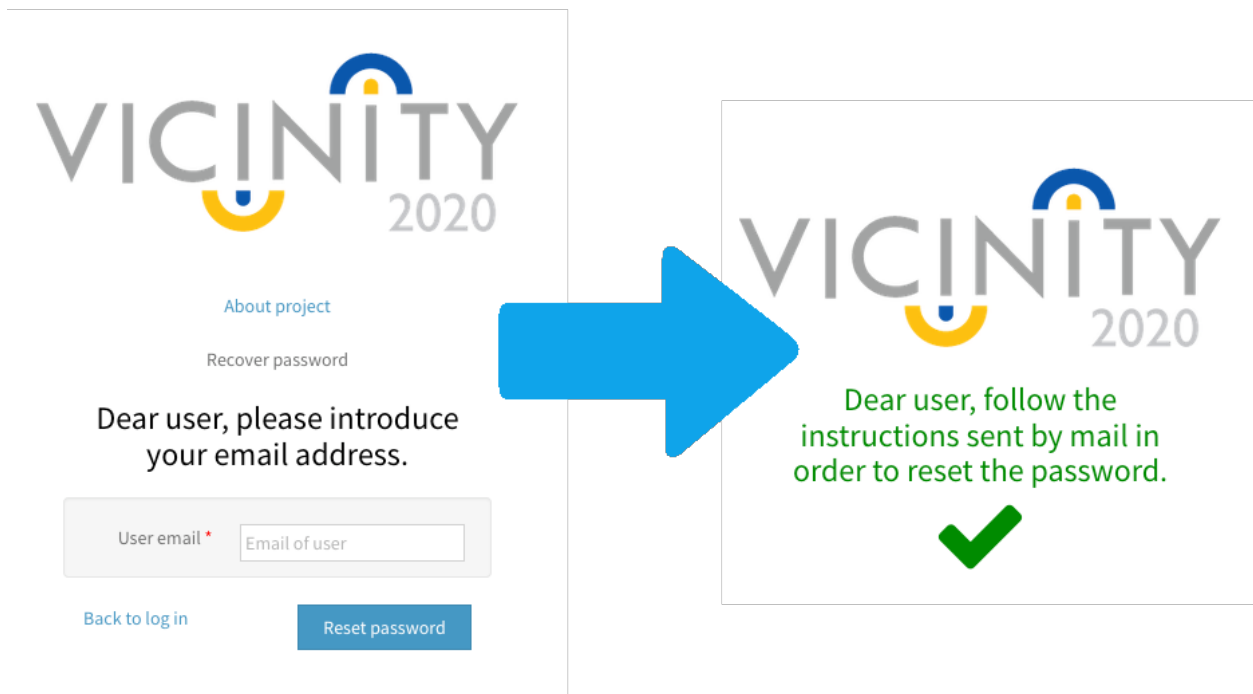 VICINITY
2020
About project
Recover password
Dear user, please introduce
your email address.
User email *
Email of user
Back to log in
Reset password
VICINITY
2020
Dear user, follow the
instructions sent by mail in
order to reset the password.